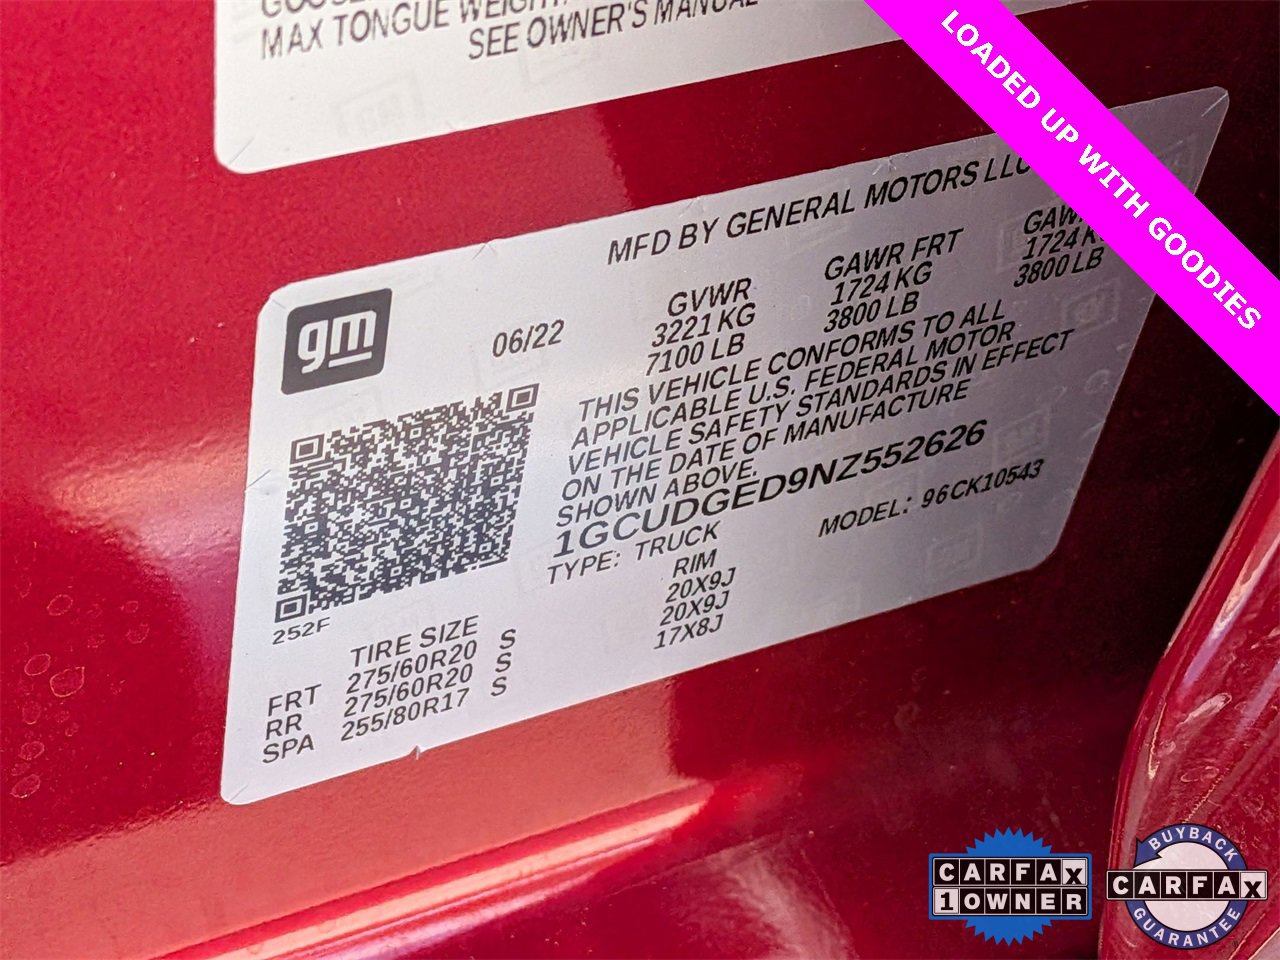 MAX TONGUE WEIGHT
SEE OWNER'S MANUAL
LOADED UP WITH GOODIES
MFD BY GENERAL MOTORS LLC
gm
06/22
GVWR
3221 KG
7100 LB
GAWR FRT
1724 KG
3800 LB
1724 K
3800 LB
THIS VEHICLE CONFORMS TO ALL
APPLICABLE U.S. FEDERAL MOTOR
VEHICLE SAFETY STANDARDS IN EFFECT
ON THE DATE OF MANUFACTURE
SHOWN ABOVE.
1GCUDGED9NZ552626
TYPE: TRUCK
MODEL: 96CK10543
252F
TIRE SIZE RIM
FRT 275/60R20 S 20X9J
RR 275/60R20 S 20X9J
SPA 255/80R17 S 17X8J
CARFAX
1 OWNER
BUYBACK
CARFAX
GUARANTEE